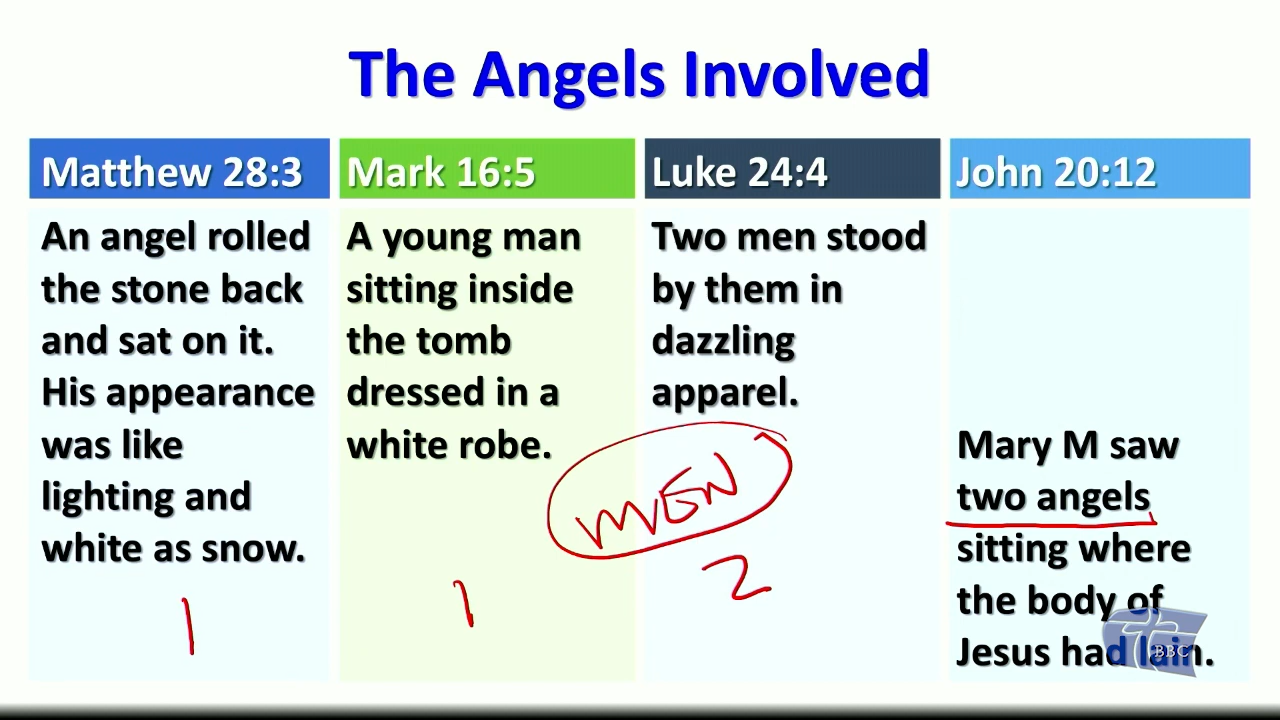 The Angels Involved
Matthew 28:3
An angel rolled
the stone back
and sat on it.
His appearance
was like
lighting and
white as snow.
1
Mark 16:5
A young man
sitting inside
the tomb
dressed in a
white robe.
1
Luke 24:4
Two men stood
by them in
dazzling
apparel.
MEN
2
John 20:12
Mary M saw
two angels
sitting where
the body of
Jesus had lain.
BBC